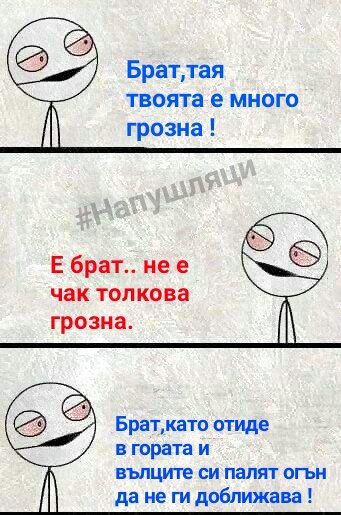 Брат,тая
твоята е много
грозна !
#Напушляци
Е брат.. не е
чак толкова
грозна.
Брат,като отиде
в гората и
вълците си палят огън
да не ги доближава !